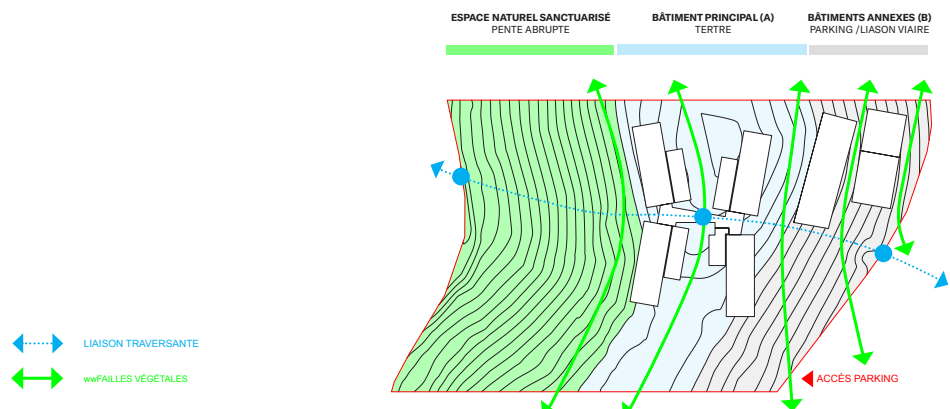 ESPACE NATUREL SANCTUARISÉ
PENTE ABRUPTE
BÂTIMENT PRINCIPAL (A)
TERTRE
BÂTIMENTS ANNEXES (B)
PARKING /LIASON VIAIRE
LIAISON TRAVERSANTE
wwFAILLES VÉGÉTALES
ACCÈS PARKING